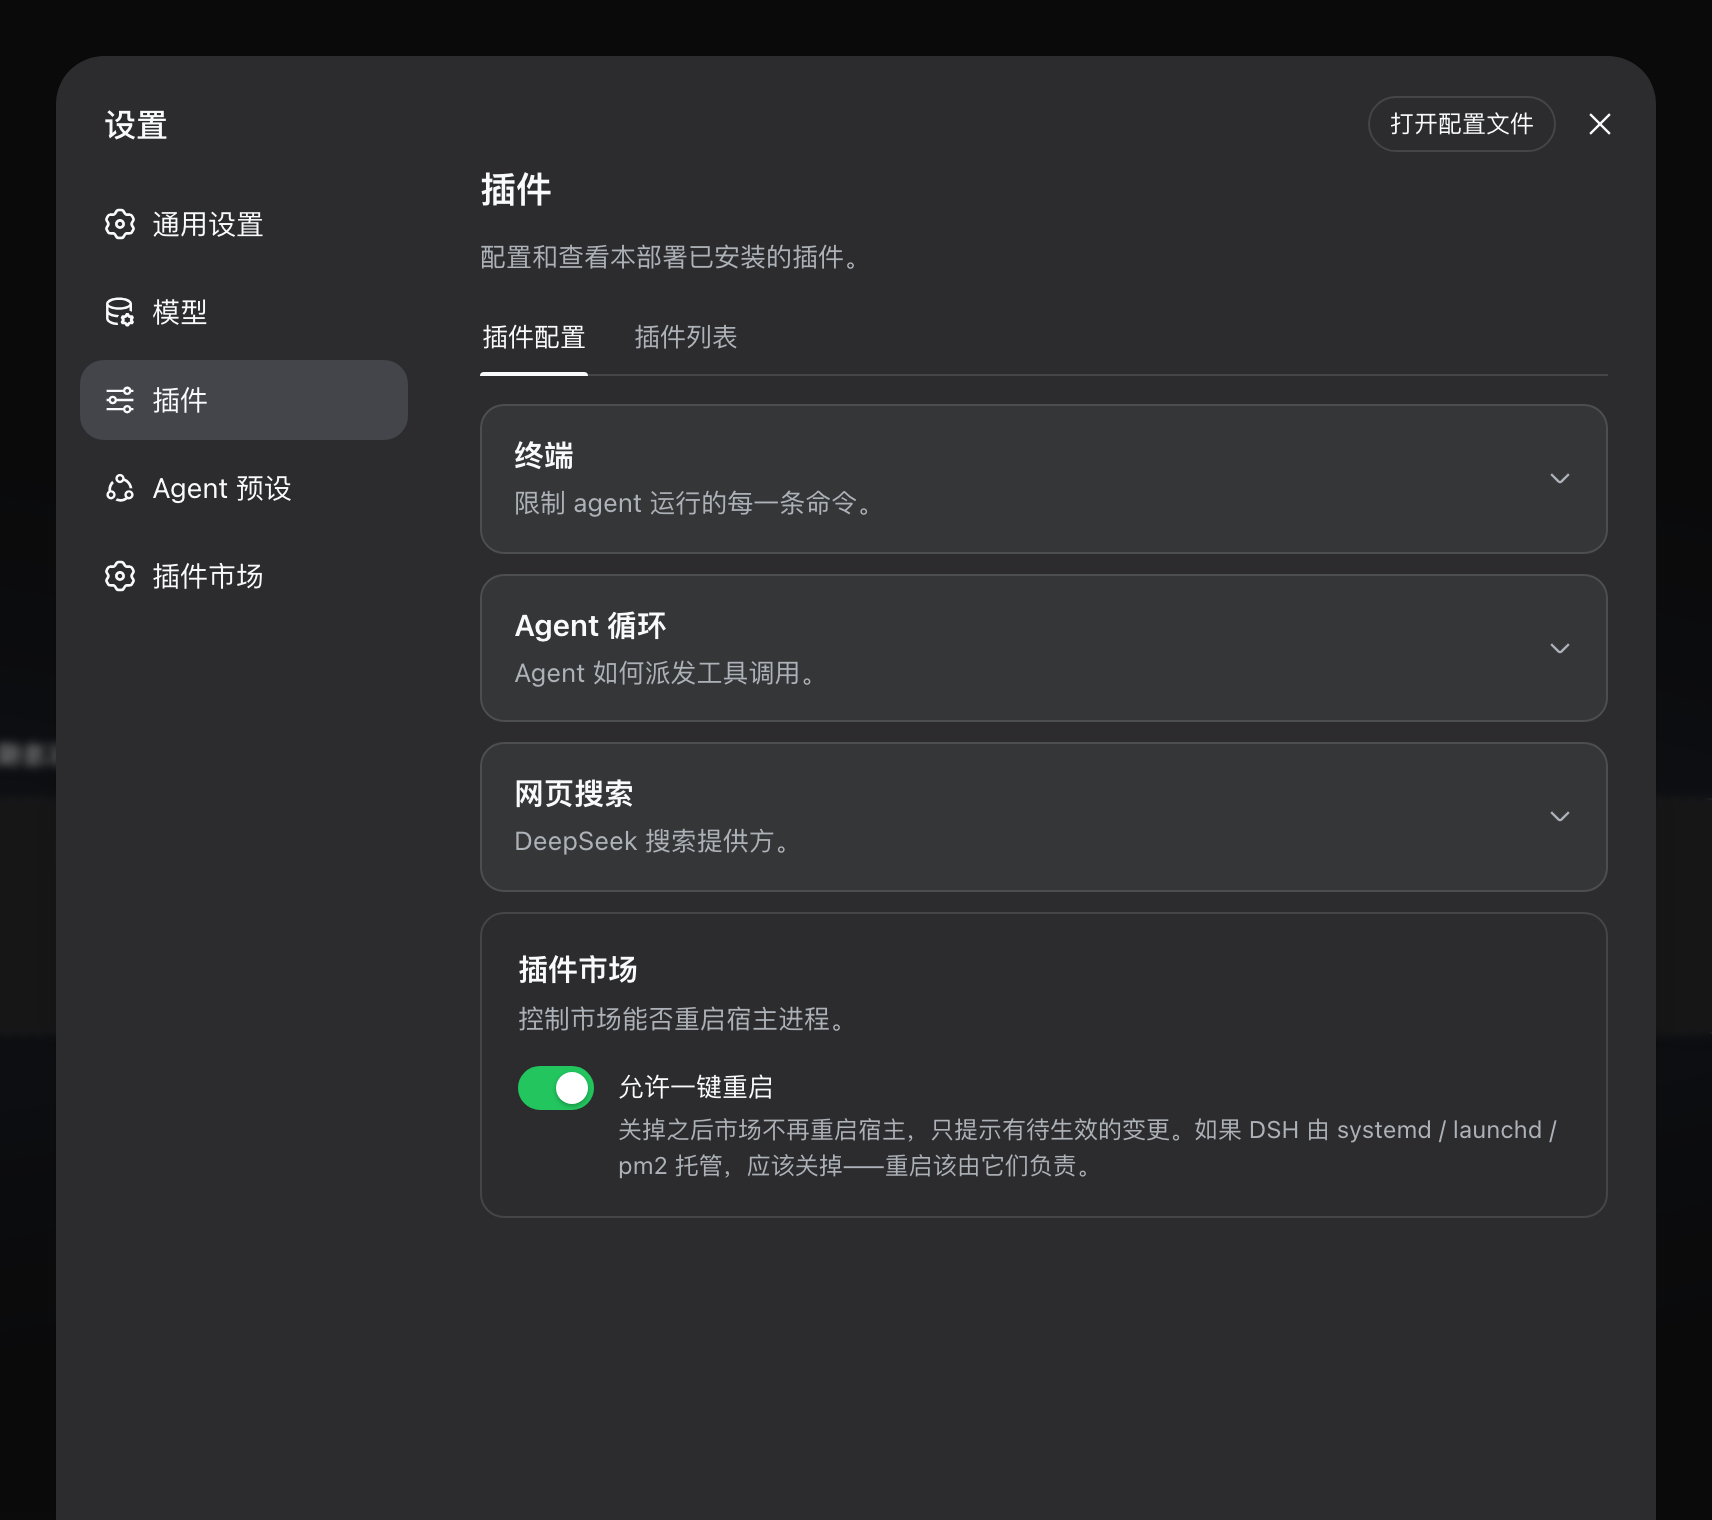 设置
打开配置文件
通用设置
模型
插件
Agent 预设
插件市场
插件
配置和查看本部署已安装的插件。
插件配置
插件列表
终端
限制 agent 运行的每一条命令。
Agent 循环
Agent 如何派发工具调用。
网页搜索
DeepSeek 搜索提供方。
插件市场
控制市场能否重启宿主进程。
允许一键重启
关掉之后市场不再重启宿主，只提示有待生效的变更。如果 DSH 由 systemd / launchd /
pm2 托管，应该关掉——重启该由它们负责。